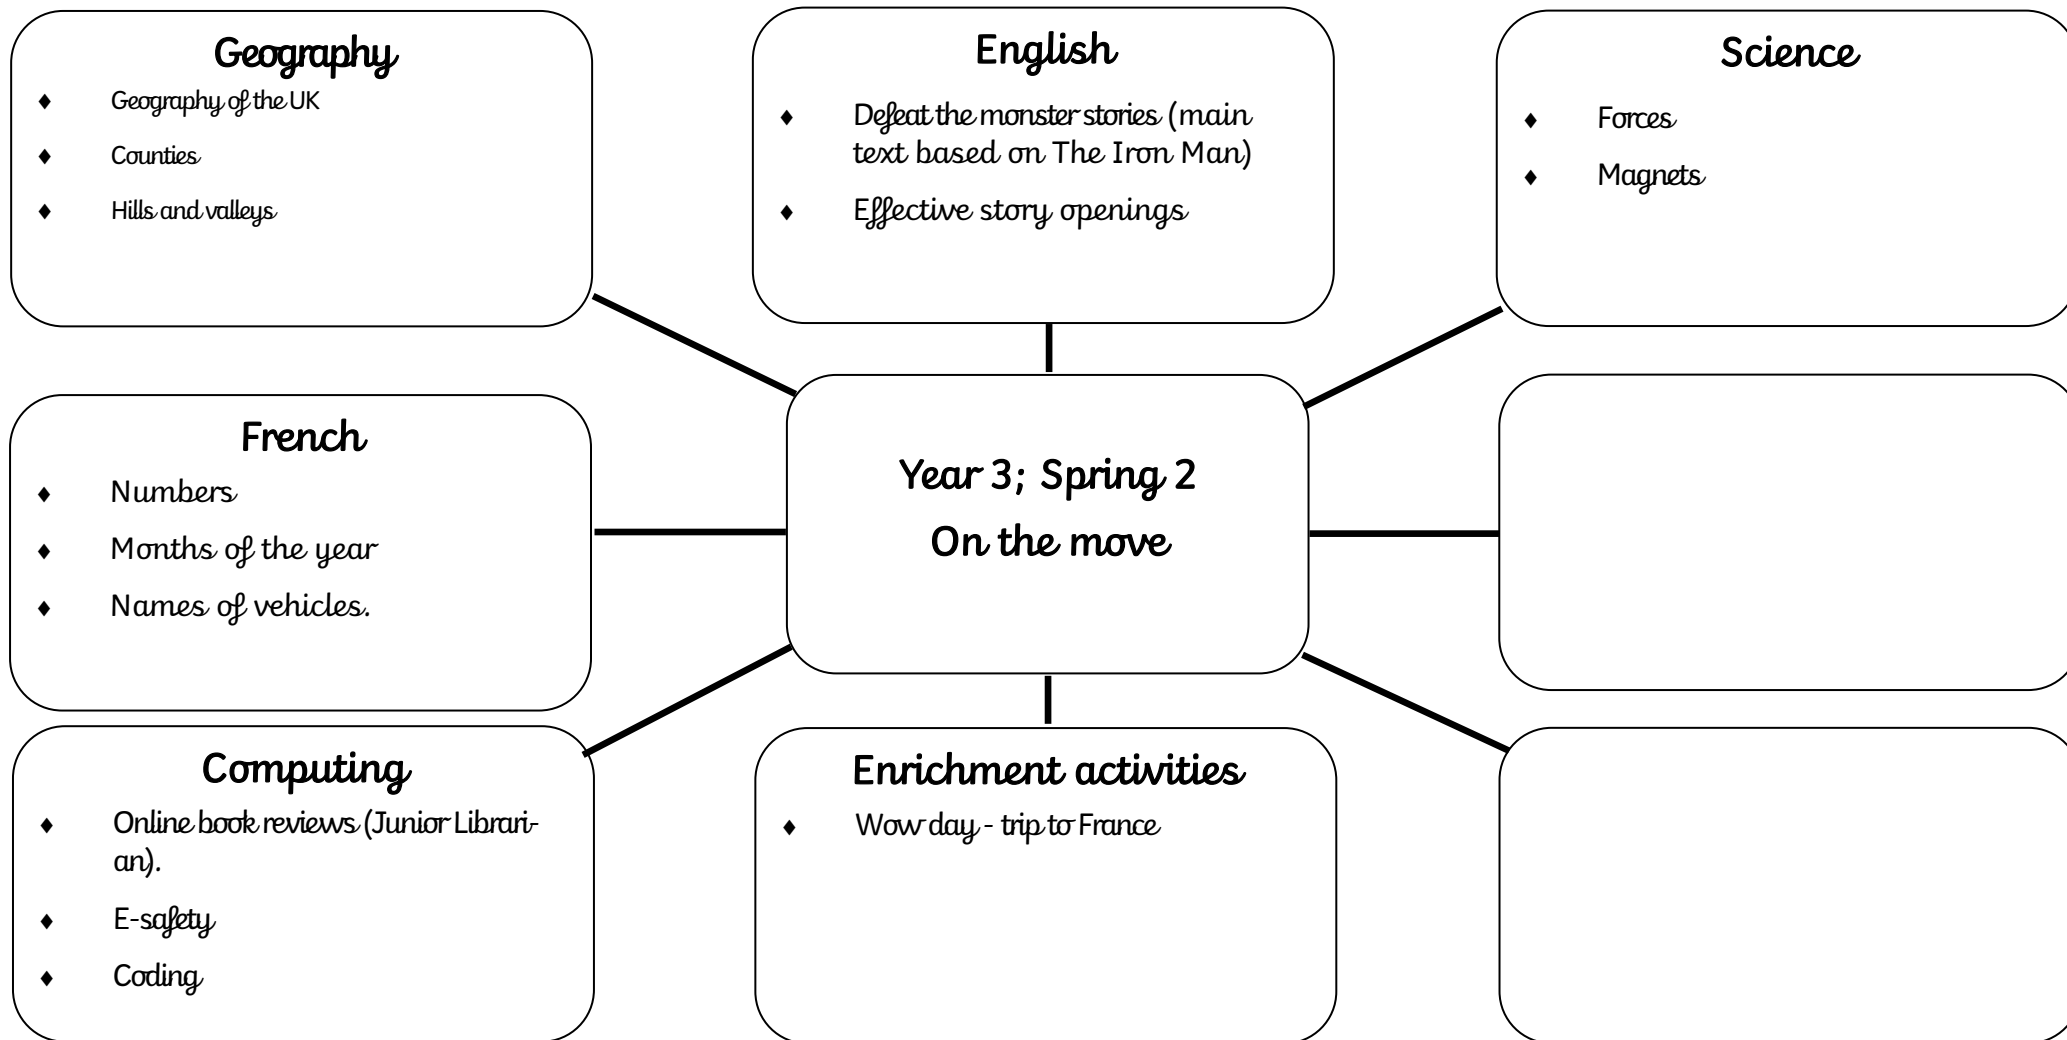 Geography
♦ Geography of the UK
♦ Counties
♦ Hills and valleys
English
♦ Defeat the monster stories (main
text based on The Iron Man)
♦ Effective story openings
Science
♦ Forces
♦ Magnets
French
♦ Numbers
♦ Months of the year
♦ Names of vehicles.
Year 3; Spring 2
On the move
Computing
♦ Online book reviews (Junior Librari-
an).
♦ E-safety
♦ Coding
Enrichment activities
♦ Wow day - trip to France